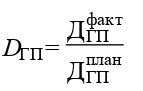 D_ГП = Д_ГП^факт / Д_ГП^план